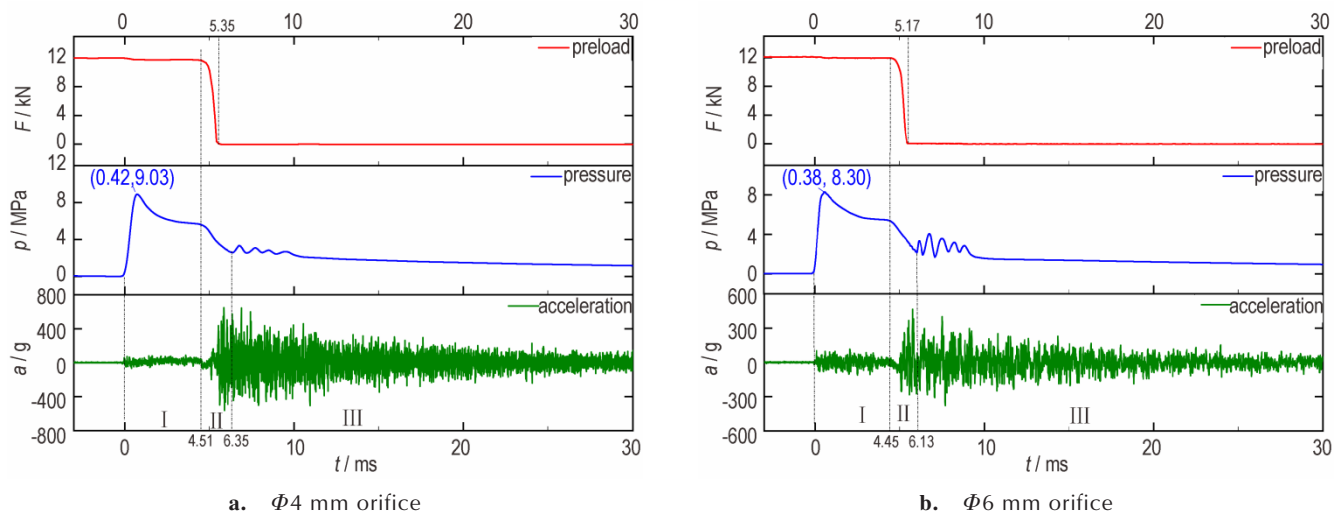 0 10 20 30
5.35
12
8
4
0
F / kN
preload
12
8
4
0
p / MPa
(0.42,9.03)
pressure
800
400
0
-400
-800
a / g
acceleration
I II III
4.51 6.35
0 10 20 30
t / ms
a. Φ4 mm orifice
0 10 20 30
5.17
12
8
4
0
F / kN
preload
8
4
0
p / MPa
(0.38, 8.30)
pressure
600
300
0
-300
-600
a / g
acceleration
I II III
4.45 6.13
0 10 20 30
t / ms
b. Φ6 mm orifice